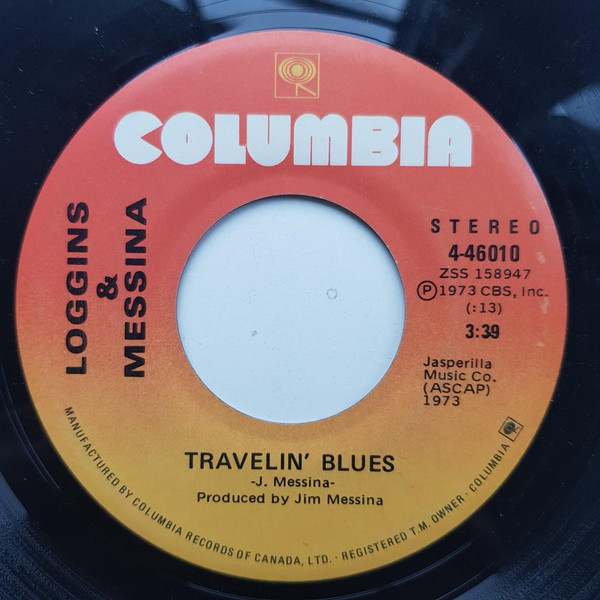 COLUMBIA
LOGGINS
&
MESSINA
STEREO
4-46010
ZSS 158947
Ⓟ1973 CBS, Inc.
(:13)
3:39
Jasperilla
Music Co.
(ASCAP)
1973
TRAVELIN' BLUES
-J. Messina-
Produced by Jim Messina
MANUFACTURED BY COLUMBIA RECORDS OF CANADA, LTD. · REGISTERED T.M. OWNER · COLUMBIA